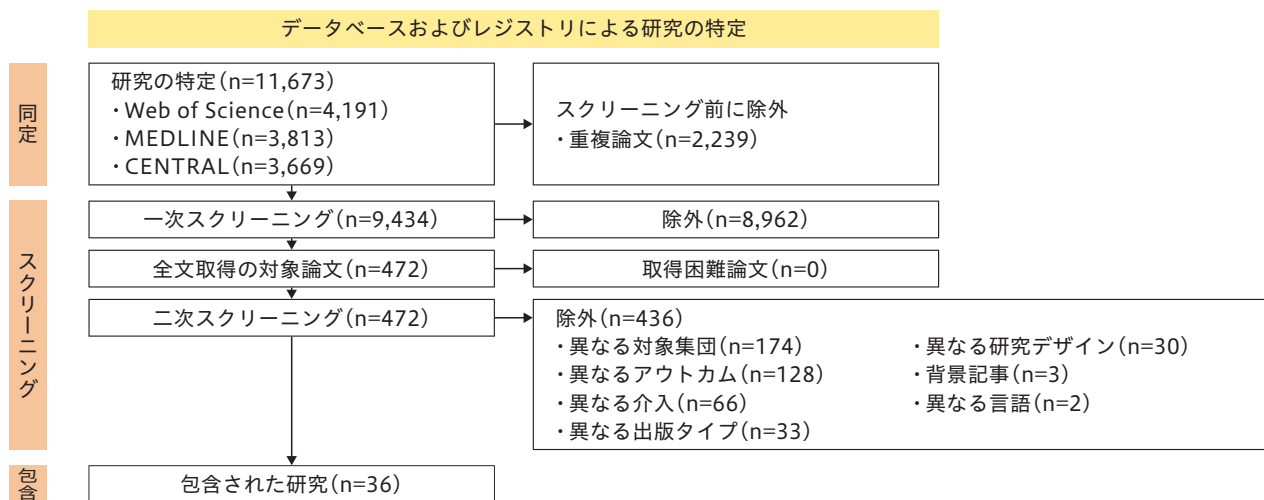 データベースおよびレジストリによる研究の特定
同定
研究の特定(n=11,673)
・Web of Science(n=4,191)
・MEDLINE(n=3,813)
・CENTRAL(n=3,669)
スクリーニング前に除外
・重複論文(n=2,239)
スクリーニング
一次スクリーニング(n=9,434)
除外(n=8,962)
全文取得の対象論文(n=472)
取得困難論文(n=0)
二次スクリーニング(n=472)
除外(n=436)
・異なる対象集団(n=174)
・異なるアウトカム(n=128)
・異なる介入(n=66)
・異なる出版タイプ(n=33)
・異なる研究デザイン(n=30)
・背景記事(n=3)
・異なる言語(n=2)
包含
包含された研究(n=36)